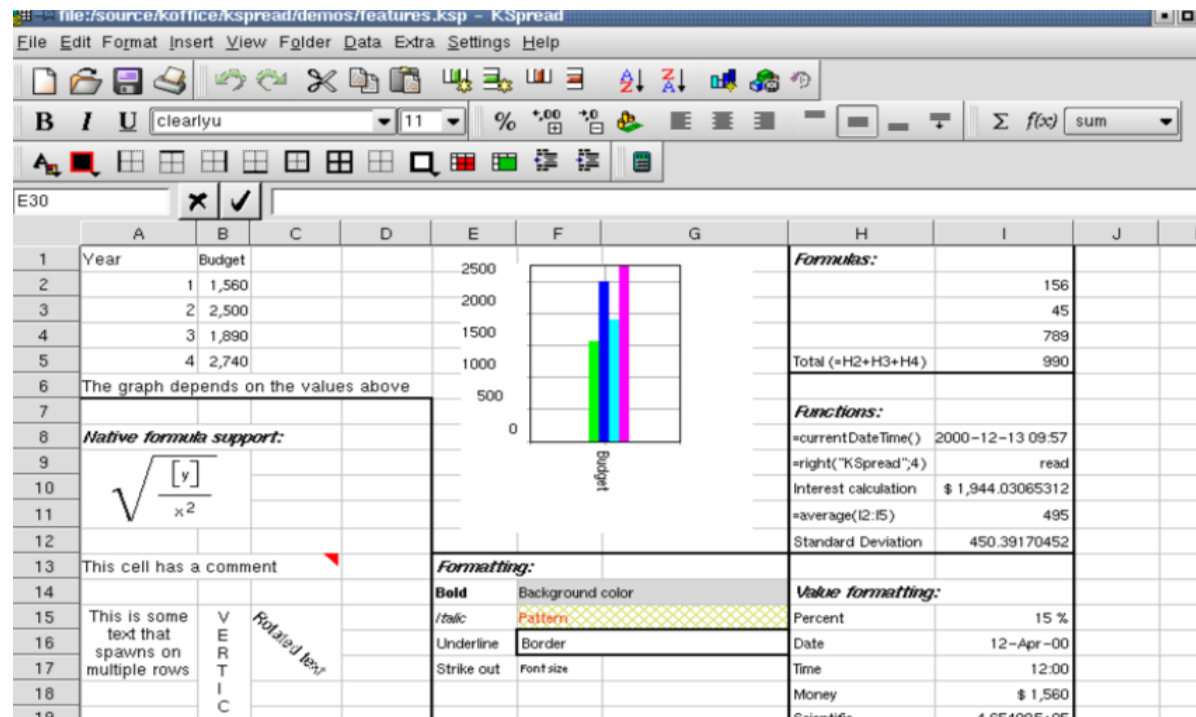 file:/source/koffice/kspread/demos/features.ksp - KSpread
File Edit Format Insert View Folder Data Extra Settings Help
B I U clearlyu 11 % +,00 +,0 Σ f(x) sum
E30
A B C D E F G H I J
1 Year Budget 2500 Formulas:
2 1 1,560 2000 156
3 2 2,500 45
4 3 1,890 1500 789
5 4 2,740 1000 Total (=H2+H3+H4) 990
6 The graph depends on the values above 500
7 Functions:
8 Native formula support: 0 =currentDateTime() 2000-12-13 09:57
9 [y] Budget =right("KSpread";4) read
10 Interest calculation $ 1,944.03065312
11 x2 =average(I2:I5) 495
12 Standard Deviation 450.39170452
13 This cell has a comment Formatting:
14 Bold Background color Value formatting:
15 This is some text that spawns on multiple rows VERTIC Rotated text Italic Pattern Percent 15 %
16 Underline Border Date 12-Apr-00
17 Strike out Font size Time 12:00
18 Money $ 1,560